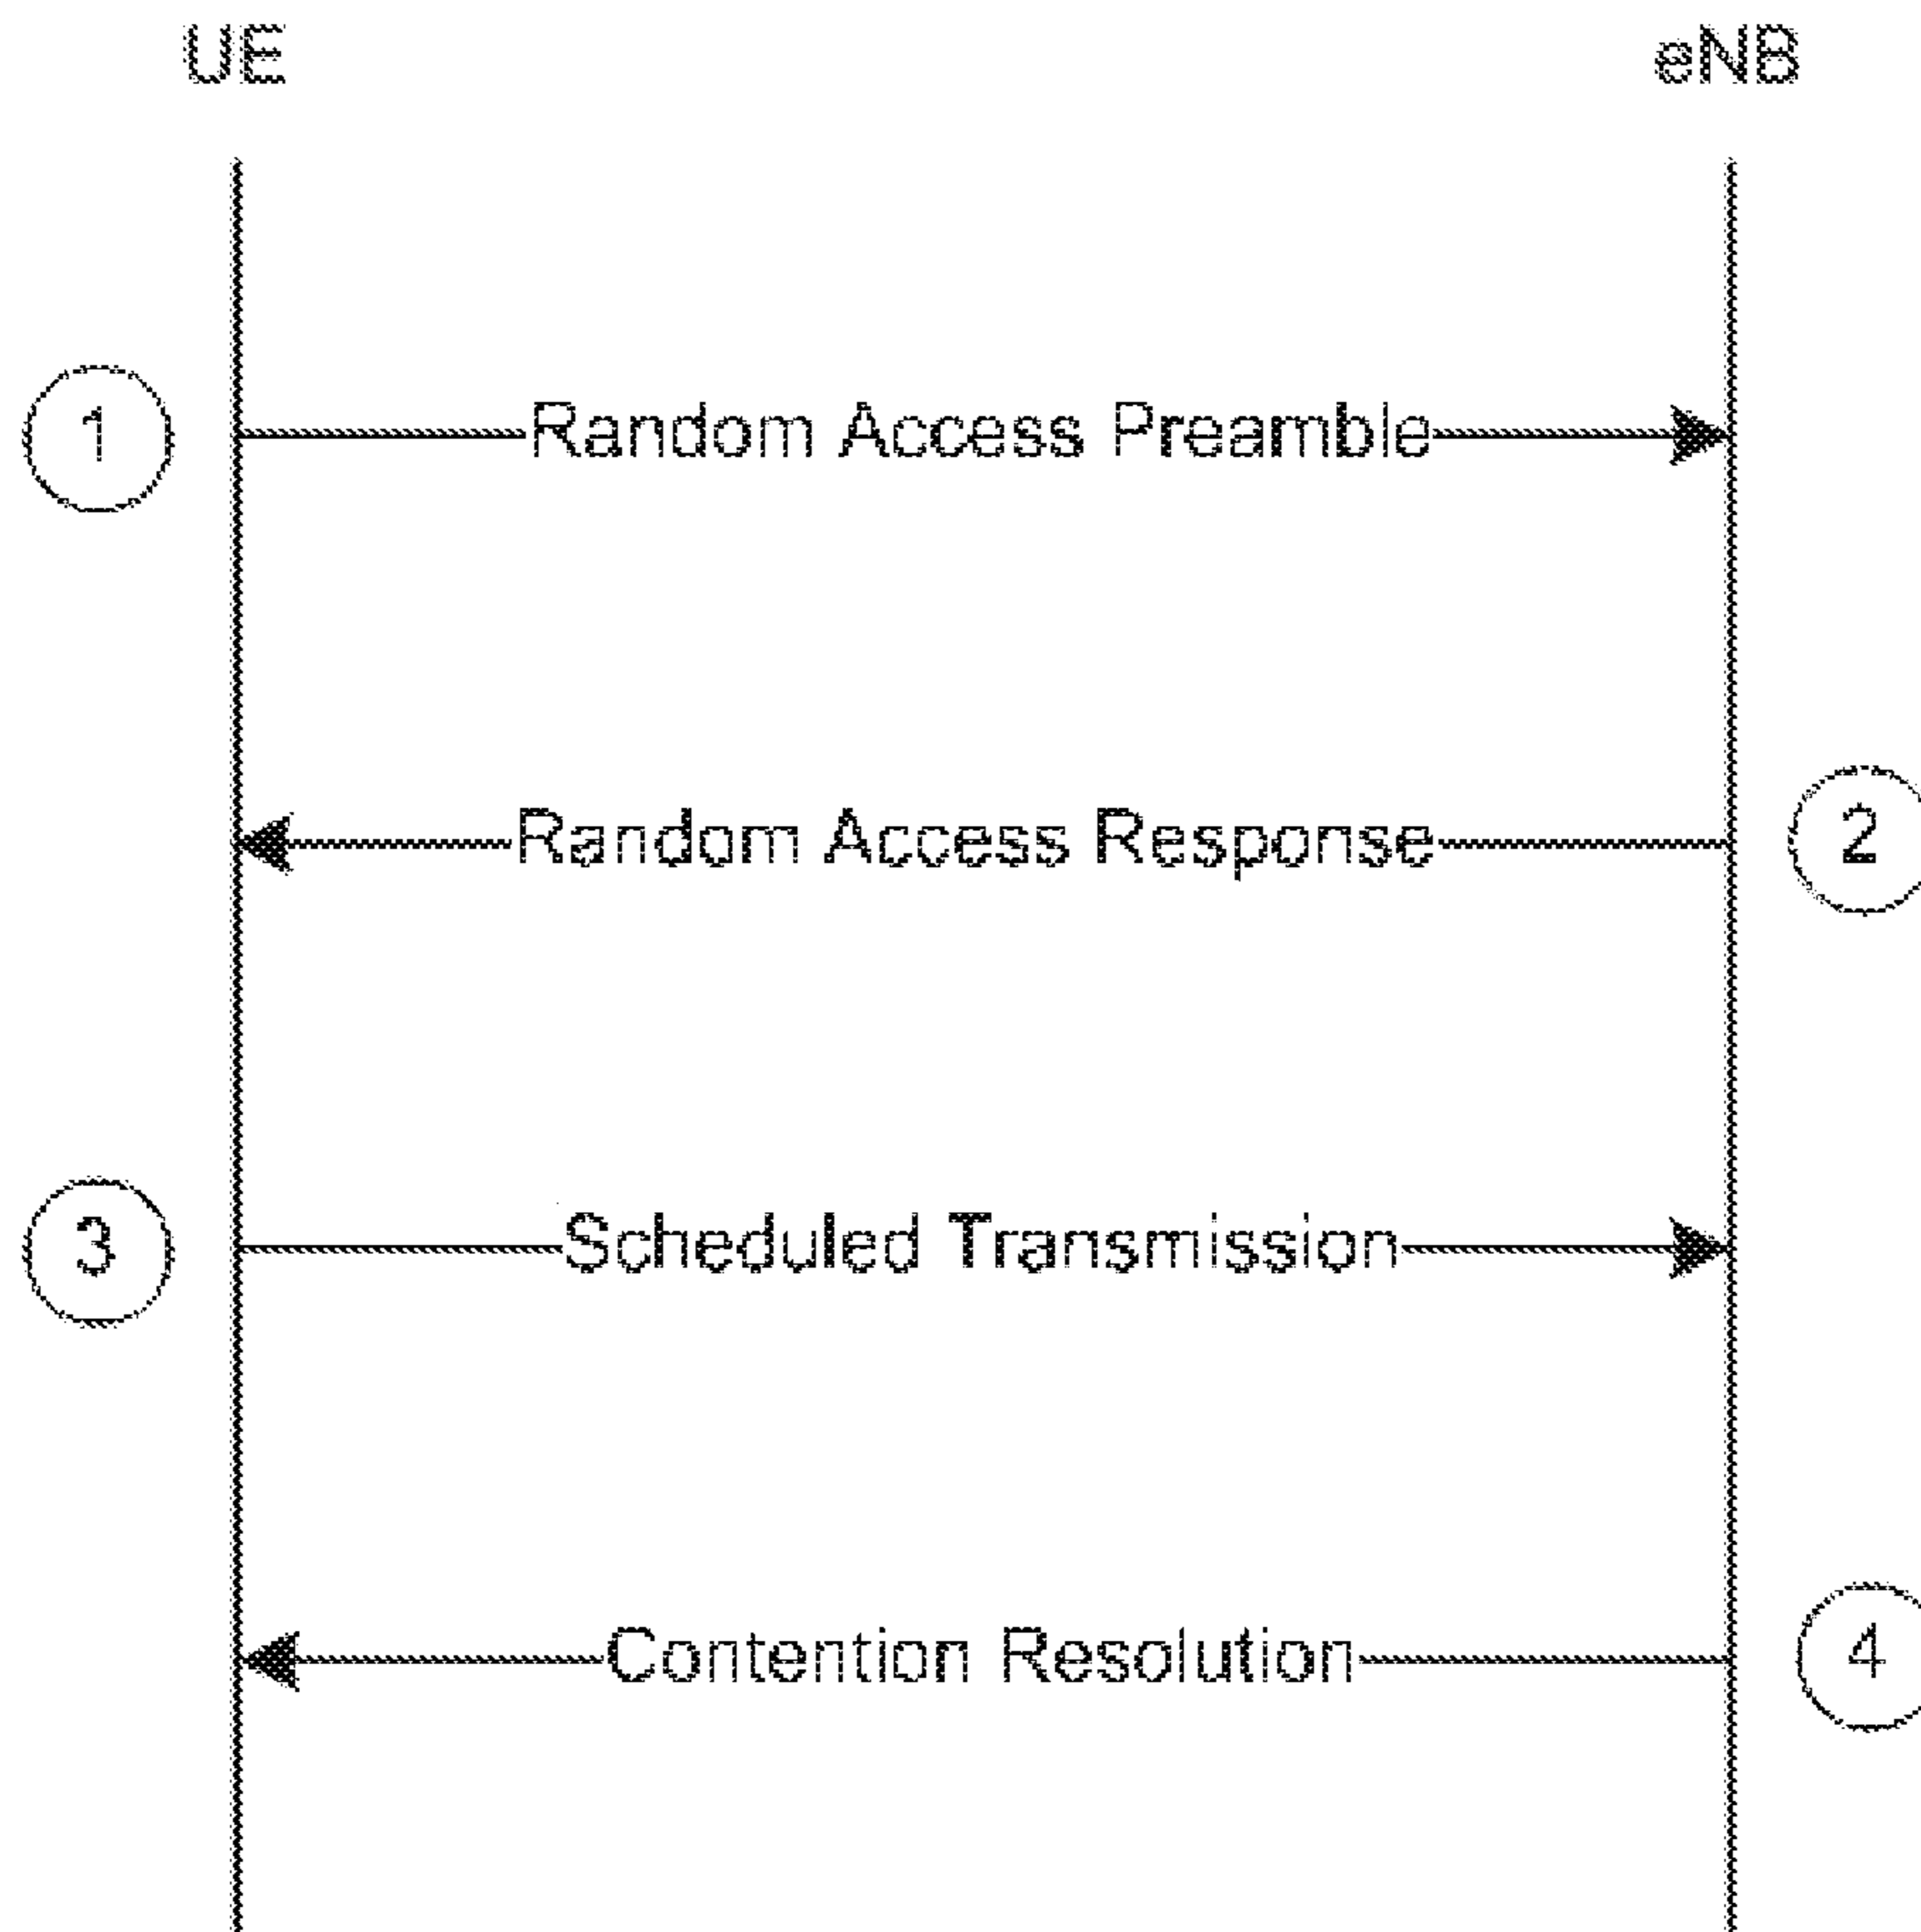 UE eNB
1 Random Access Preamble
Random Access Response 2
3 Scheduled Transmission
Contention Resolution 4